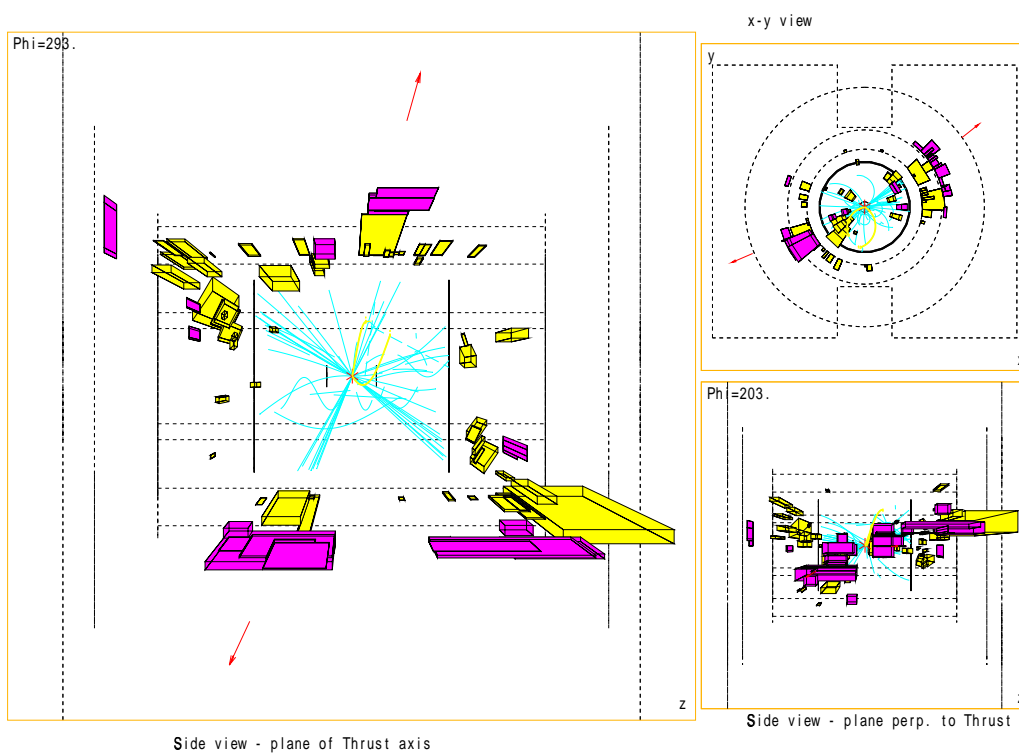 x-y view
Phi=293.
y
Phi=203.
z
Side view - plane of Thrust axis
Side view - plane perp. to Thrust